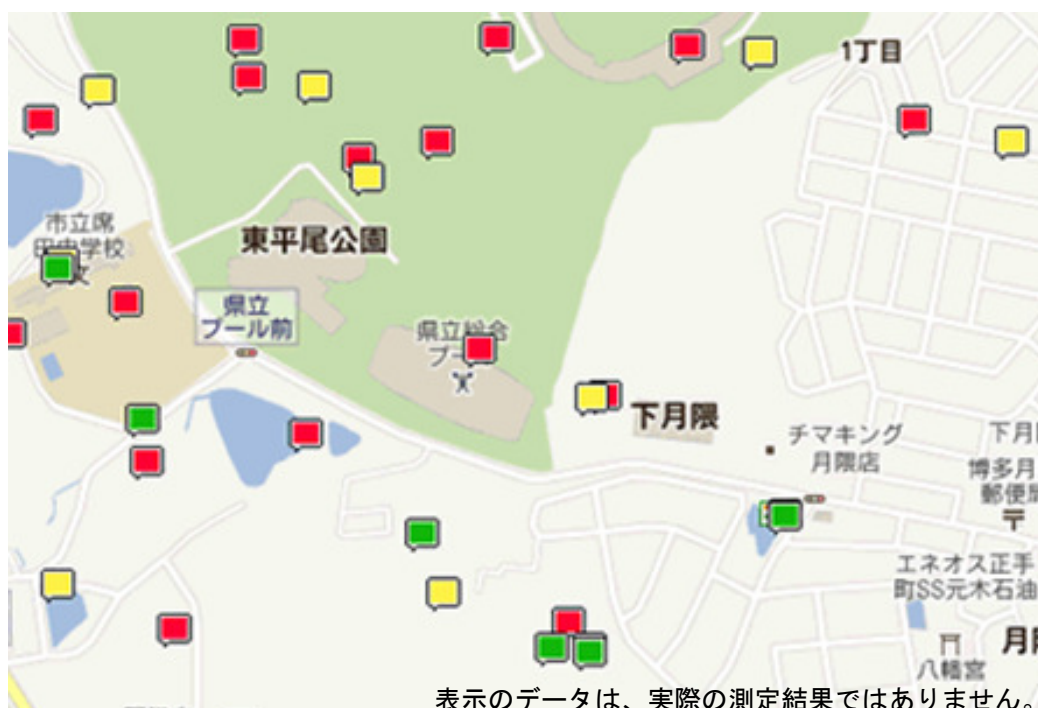 1丁目
市立席
田中学校
文
東平尾公園
県立
プール前
県立総合
プー
下月隈
チマキング
月隈店
下月
博多月
郵便
〒
エネオス正手
町SS元木石油
月
八幡宮
表示のデータは、実際の測定結果ではありません。